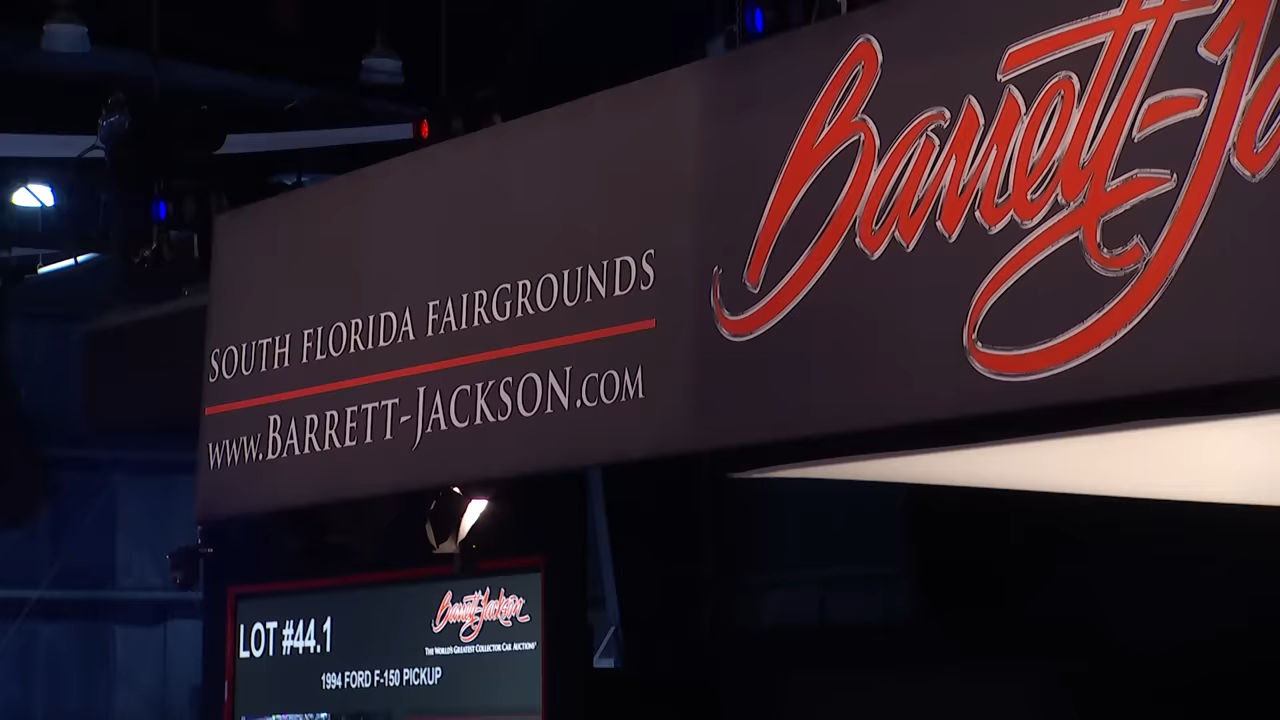 Barrett-Ja
SOUTH FLORIDA FAIRGROUNDS
WWW.BARRETT-JACKSON.COM
LOT #44.1
Barrett-Jackson
THE WORLD'S GREATEST COLLECTOR CAR AUCTIONS®
1994 FORD F-150 PICKUP